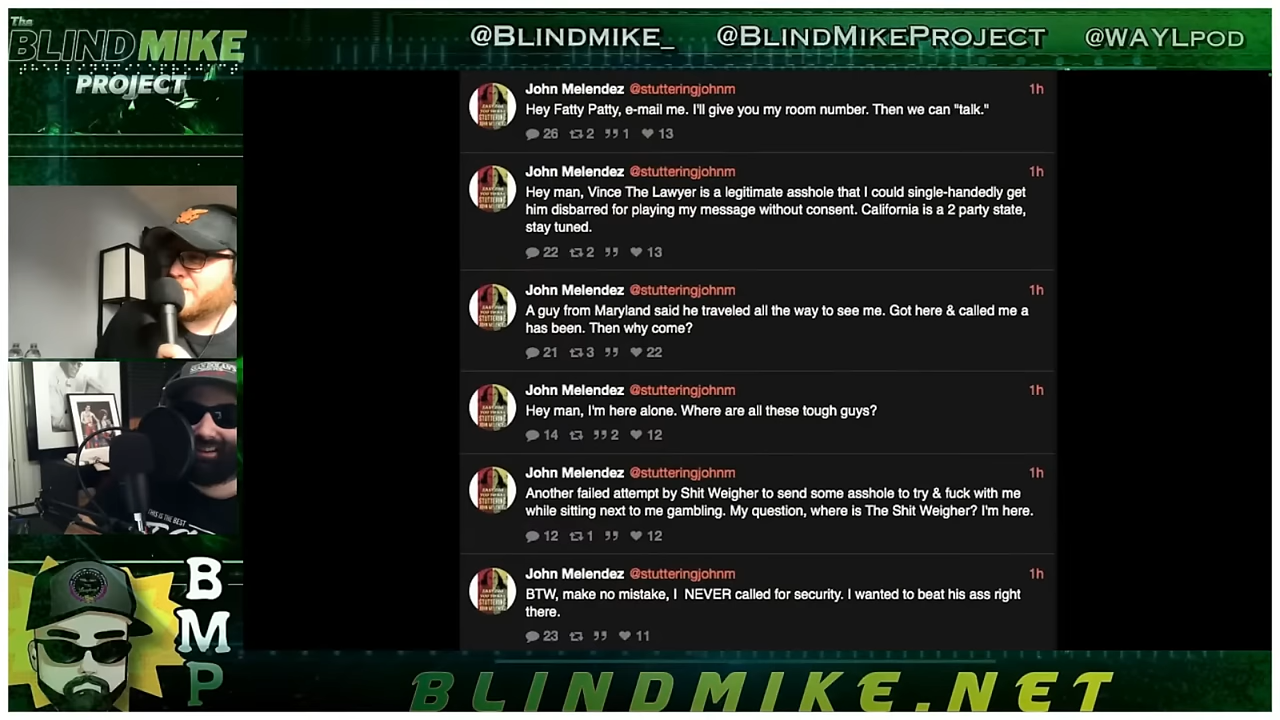 The
BLIND MIKE
PROJECT
@BLINDMIKE_ @BLINDMIKEPROJECT @WAYLPOD
John Melendez @stutteringjohnm 1h
Hey Fatty Patty, e-mail me. I'll give you my room number. Then we can "talk."
26 2 1 13
John Melendez @stutteringjohnm 1h
Hey man, Vince The Lawyer is a legitimate asshole that I could single-handedly get
him disbarred for playing my message without consent. California is a 2 party state,
stay tuned.
22 2 13
John Melendez @stutteringjohnm 1h
A guy from Maryland said he traveled all the way to see me. Got here & called me a
has been. Then why come?
21 3 22
John Melendez @stutteringjohnm 1h
Hey man, I'm here alone. Where are all these tough guys?
14 2 12
John Melendez @stutteringjohnm 1h
Another failed attempt by Shit Weigher to send some asshole to try & fuck with me
while sitting next to me gambling. My question, where is The Shit Weigher? I'm here.
12 1 12
John Melendez @stutteringjohnm 1h
BTW, make no mistake, I NEVER called for security. I wanted to beat his ass right
there.
23 11
THIS IS THE BEST
B
M
P
BLINDMIKE.NET